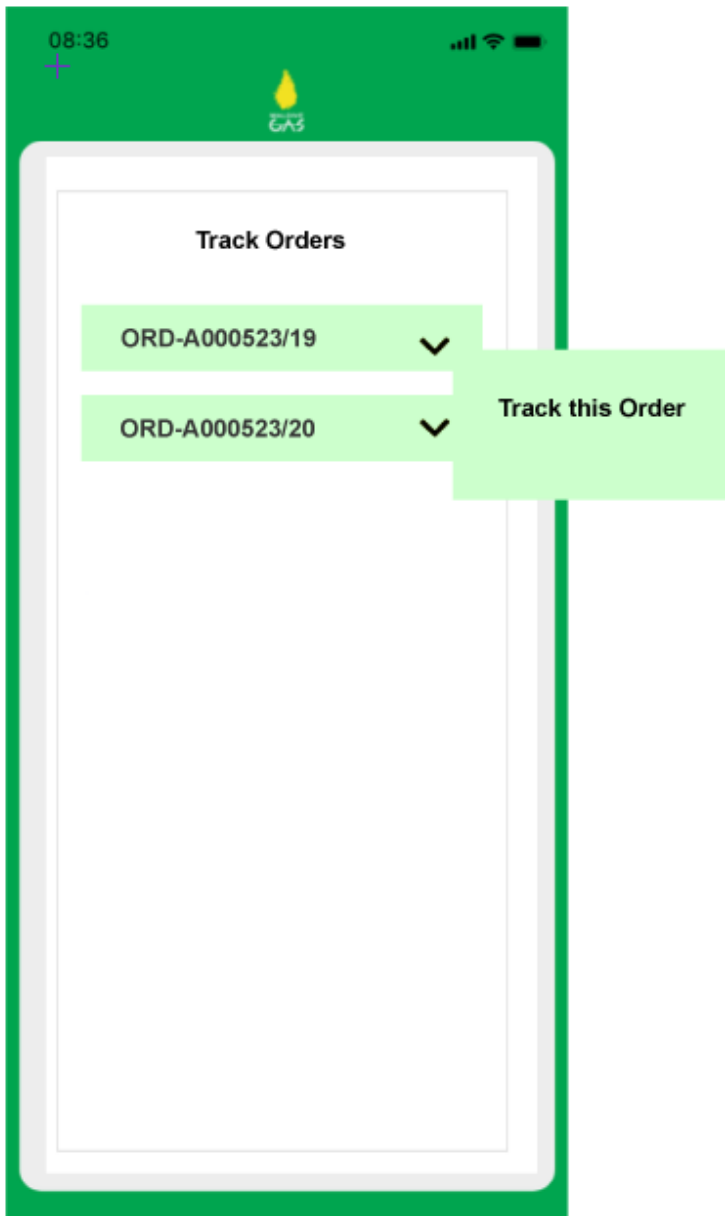 08:36
GAS
Track Orders
ORD-A000523/19
ORD-A000523/20
Track this Order